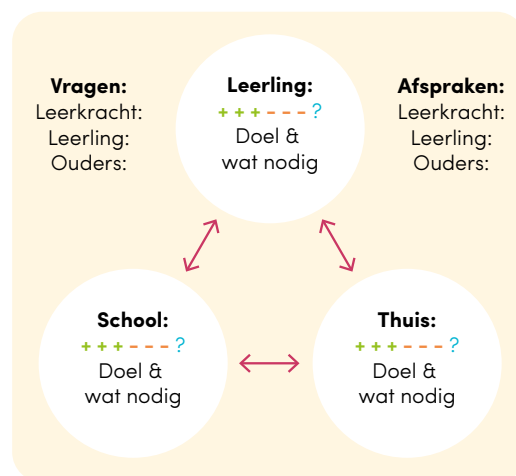 Vragen:
Leerkracht:
Leerling:
Ouders:
Leerling:
+ + + – – – ?
Doel &
wat nodig
Afspraken:
Leerkracht:
Leerling:
Ouders:
School:
+ + + – – – ?
Doel &
wat nodig
Thuis:
+ + + – – – ?
Doel &
wat nodig